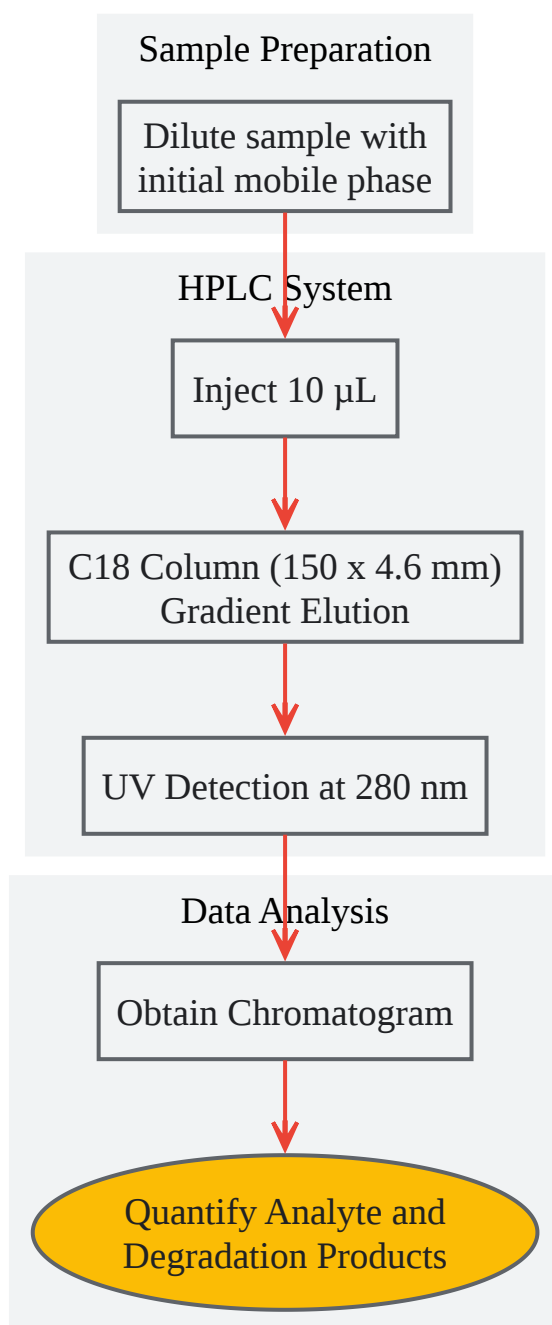 Sample Preparation
Dilute sample with
initial mobile phase
HPLC System
Inject 10 µL
C18 Column (150 x 4.6 mm)
Gradient Elution
UV Detection at 280 nm
Data Analysis
Obtain Chromatogram
Quantify Analyte and
Degradation Products